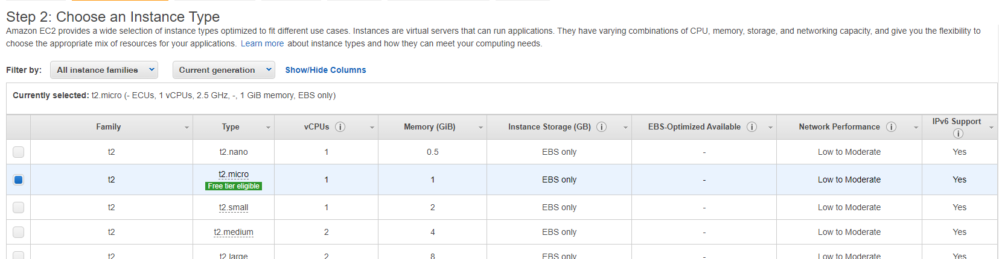 Step 2: Choose an Instance Type
Amazon EC2 provides a wide selection of instance types optimized to fit different use cases. Instances are virtual servers that can run applications. They have varying combinations of CPU, memory, storage, and networking capacity, and give you the flexibility to
choose the appropriate mix of resources for your applications. Learn more about instance types and how they can meet your computing needs.
Filter by: All instance families Current generation Show/Hide Columns
Currently selected: t2.micro (- ECUs, 1 vCPUs, 2.5 GHz, -, 1 GiB memory, EBS only)
Family Type vCPUs Memory (GiB) Instance Storage (GB) EBS-Optimized Available Network Performance IPv6 Support
t2 t2.nano 1 0.5 EBS only - Low to Moderate Yes
t2 t2.micro 1 1 EBS only - Low to Moderate Yes
Free tier eligible
t2 t2.small 1 2 EBS only - Low to Moderate Yes
t2 t2.medium 2 4 EBS only - Low to Moderate Yes
t2 t2.large 2 8 EBS only - Low to Moderate Yes